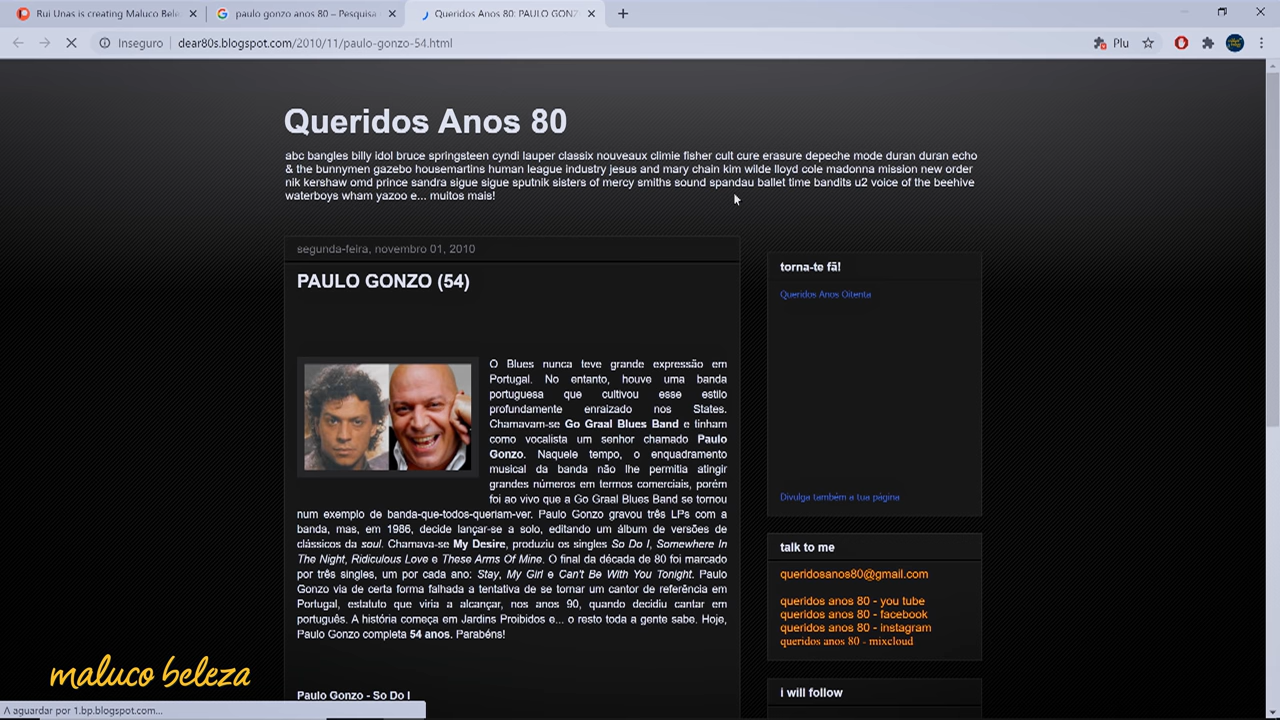 Rui Unas is creating Maluco Bele
paulo gonzo anos 80 – Pesquisa
Queridos Anos 80: PAULO GONZ
Inseguro
dear80s.blogspot.com/2010/11/paulo-gonzo-54.html
Plu
Queridos Anos 80
abc bangles billy idol bruce springsteen cyndi lauper classix nouveaux climie fisher cult cure erasure depeche mode duran duran echo
& the bunnymen gazebo housemartins human league industry jesus and mary chain kim wilde lloyd cole madonna mission new order
nik kershaw omd prince sandra sigue sigue sputnik sisters of mercy smiths sound spandau ballet time bandits u2 voice of the beehive
waterboys wham yazoo e... muitos mais!
segunda-feira, novembro 01, 2010
PAULO GONZO (54)
O Blues nunca teve grande expressão em
Portugal. No entanto, houve uma banda
portuguesa que cultivou esse estilo
profundamente enraizado nos States.
Chamavam-se Go Graal Blues Band e tinham
como vocalista um senhor chamado Paulo
Gonzo. Naquele tempo, o enquadramento
musical da banda não lhe permitia atingir
grandes números em termos comerciais, porém
foi ao vivo que a Go Graal Blues Band se tornou
num exemplo de banda-que-todos-queriam-ver. Paulo Gonzo gravou três LPs com a
banda, mas, em 1986, decide lançar-se a solo, editando um álbum de versões de
clássicos da soul. Chamava-se My Desire, produziu os singles So Do I, Somewhere In
The Night, Ridiculous Love e These Arms Of Mine. O final da década de 80 foi marcado
por três singles, um por cada ano: Stay, My Girl e Can't Be With You Tonight. Paulo
Gonzo via de certa forma falhada a tentativa de se tornar um cantor de referência em
Portugal, estatuto que viria a alcançar, nos anos 90, quando decidiu cantar em
português. A história começa em Jardins Proibidos e... o resto toda a gente sabe. Hoje,
Paulo Gonzo completa 54 anos. Parabéns!
Paulo Gonzo - So Do I
torna-te fã!
Queridos Anos Oitenta
Divulga também a tua página
talk to me
queridosanos80@gmail.com
queridos anos 80 - you tube
queridos anos 80 - facebook
queridos anos 80 - instagram
queridos anos 80 - mixcloud
i will follow
maluco beleza
A aguardar por 1.bp.blogspot.com...